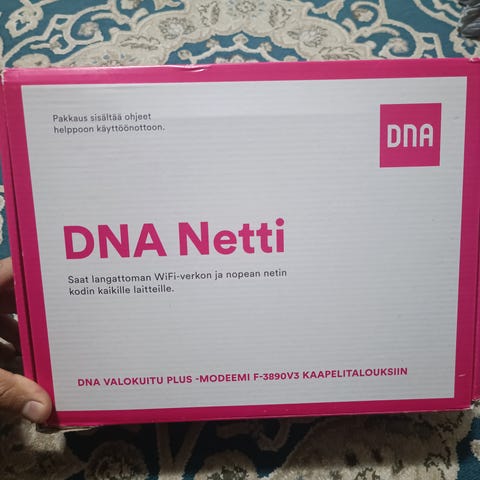 Pakkaus sisältää ohjeet
helppoon käyttöönottoon.
DNA
DNA Netti
Saat langattoman WiFi-verkon ja nopean netin
kodin kaikille laitteille.
DNA VALOKUITU PLUS -MODEEMI F-3890V3 KAAPELITALOUKSIIN